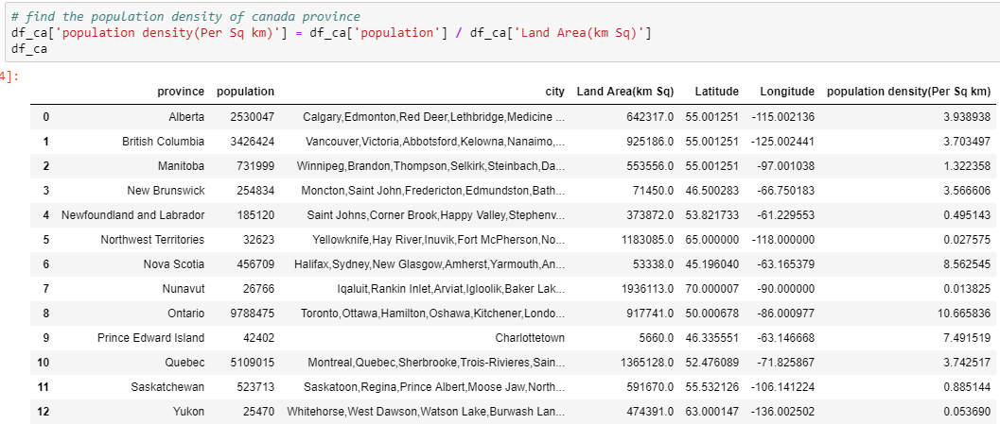 # find the population density of canada province
df_ca['population density(Per Sq km)'] = df_ca['population'] / df_ca['Land Area(km Sq)']
df_ca
4]:
province population city Land Area(km Sq) Latitude Longitude population density(Per Sq km)
0 Alberta 2530047 Calgary,Edmonton,Red Deer,Lethbridge,Medicine ... 642317.0 55.001251 -115.002136 3.938938
1 British Columbia 3426424 Vancouver,Victoria,Abbotsford,Kelowna,Nanaimo,... 925186.0 55.001251 -125.002441 3.703497
2 Manitoba 731999 Winnipeg,Brandon,Thompson,Selkirk,Steinbach,Da... 553556.0 55.001251 -97.001038 1.322358
3 New Brunswick 254834 Moncton,Saint John,Fredericton,Edmundston,Bath... 71450.0 46.500283 -66.750183 3.566606
4 Newfoundland and Labrador 185120 Saint Johns,Corner Brook,Happy Valley,Stephenv... 373872.0 53.821733 -61.229553 0.495143
5 Northwest Territories 32623 Yellowknife,Hay River,Inuvik,Fort McPherson,No... 1183085.0 65.000000 -118.000000 0.027575
6 Nova Scotia 456709 Halifax,Sydney,New Glasgow,Amherst,Yarmouth,An... 53338.0 45.196040 -63.165379 8.562545
7 Nunavut 26766 Iqaluit,Rankin Inlet,Arviat,Igloolik,Baker Lak... 1936113.0 70.000007 -90.000000 0.013825
8 Ontario 9788475 Toronto,Ottawa,Hamilton,Oshawa,Kitchener,Londo... 917741.0 50.000678 -86.000977 10.665836
9 Prince Edward Island 42402 Charlottetown 5660.0 46.335551 -63.146668 7.491519
10 Quebec 5109015 Montreal,Quebec,Sherbrooke,Trois-Rivieres,Sain... 1365128.0 52.476089 -71.825867 3.742517
11 Saskatchewan 523713 Saskatoon,Regina,Prince Albert,Moose Jaw,North... 591670.0 55.532126 -106.141224 0.885144
12 Yukon 25470 Whitehorse,West Dawson,Watson Lake,Burwash Lan... 474391.0 63.000147 -136.002502 0.053690